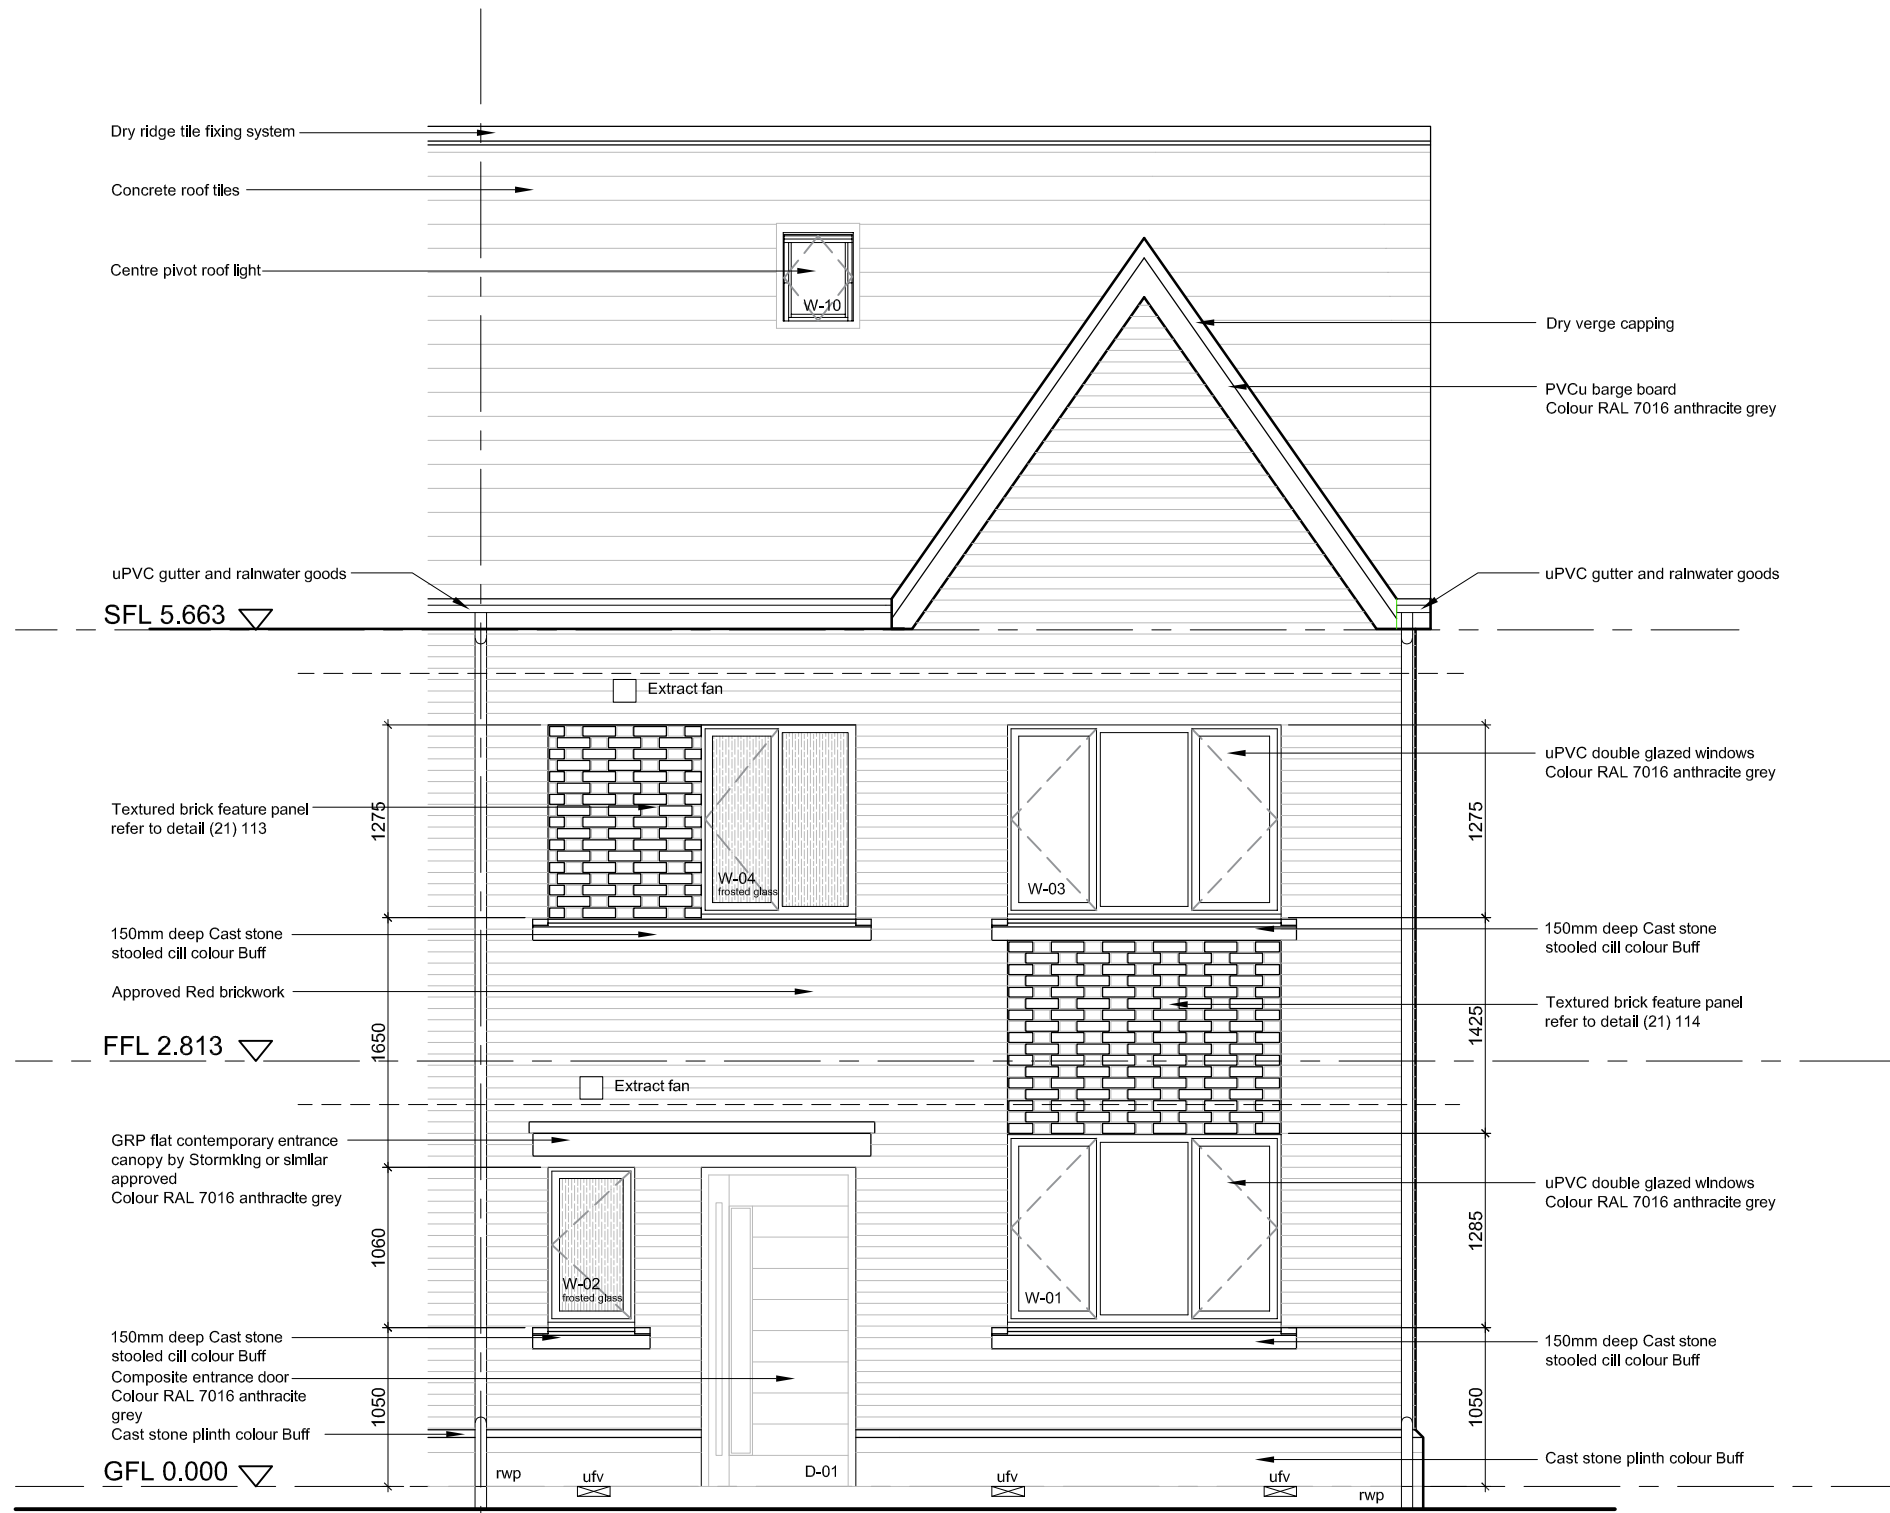 Dry ridge tile fixing system
Concrete roof tiles
Centre pivot roof light
W-10
Dry verge capping
PVCu barge board
Colour RAL 7016 anthracite grey
uPVC gutter and rainwater goods
uPVC gutter and rainwater goods
SFL 5.663
Extract fan
uPVC double glazed windows
Colour RAL 7016 anthracite grey
Textured brick feature panel
refer to detail (21) 113
1275
1275
W-04
frosted glass
W-03
150mm deep Cast stone
stooled cill colour Buff
150mm deep Cast stone
stooled cill colour Buff
Approved Red brickwork
Textured brick feature panel
refer to detail (21) 114
1650
1425
FFL 2.813
Extract fan
GRP flat contemporary entrance
canopy by Stormking or similar
approved
Colour RAL 7016 anthracite grey
uPVC double glazed windows
Colour RAL 7016 anthracite grey
1060
1285
W-02
frosted glass
W-01
150mm deep Cast stone
stooled cill colour Buff
150mm deep Cast stone
stooled cill colour Buff
Composite entrance door
Colour RAL 7016 anthracite
grey
1050
1050
Cast stone plinth colour Buff
Cast stone plinth colour Buff
GFL 0.000
rwp
ufv
D-01
ufv
ufv
rwp